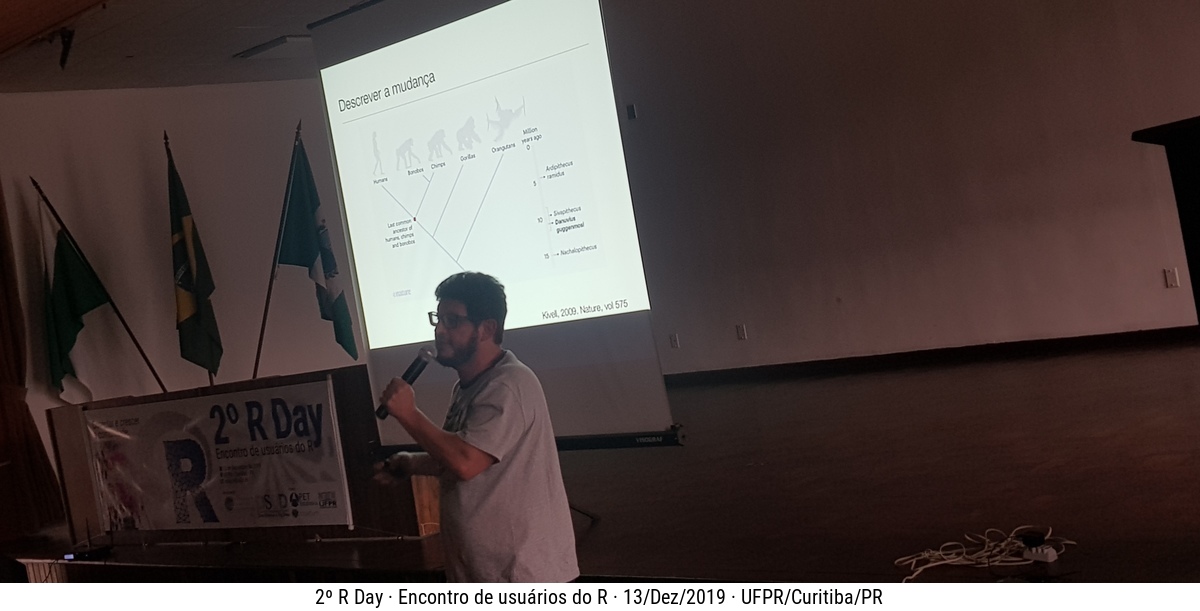 Descrever a mudança
Humans
Bonobos
Chimps
Gorillas
Orangutans
Million
years ago
0
Ardipithecus
ramidus
5
Last common
ancestor of
humans, chimps
and bonobos
10
Sivapithecus
Danuvius
guggenmosi
15
Nacholapithecus
Kivell, 2009. Nature, vol 575
2º R Day
Encontro de usuários do R
R
PET
UFPR
2º R Day · Encontro de usuários do R · 13/Dez/2019 · UFPR/Curitiba/PR